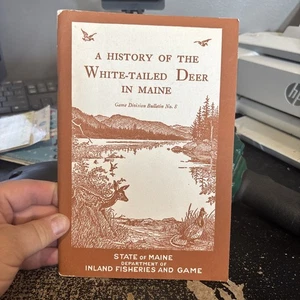 A HISTORY OF THE
WHITE-TAILED DEER
IN MAINE
Game Division Bulletin No. 5
STATE OF MAINE
DEPARTMENT OF
INLAND FISHERIES AND GAME